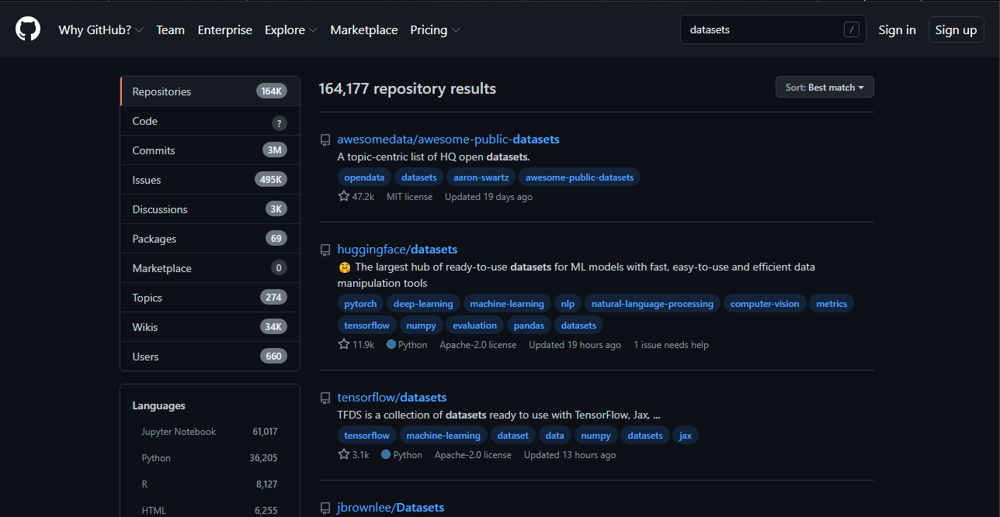 Why GitHub? Team Enterprise Explore Marketplace Pricing datasets / Sign in Sign up
Repositories 164K
Code ?
Commits 3M
Issues 495K
Discussions 3K
Packages 69
Marketplace 0
Topics 274
Wikis 34K
Users 660
Languages
Jupyter Notebook 61,017
Python 36,205
R 8,127
HTML 6,255
164,177 repository results Sort: Best match
awesomedata/awesome-public-datasets
A topic-centric list of HQ open datasets.
opendata datasets aaron-swartz awesome-public-datasets
47.2k MIT license Updated 19 days ago
huggingface/datasets
🤗 The largest hub of ready-to-use datasets for ML models with fast, easy-to-use and efficient data
manipulation tools
pytorch deep-learning machine-learning nlp natural-language-processing computer-vision metrics
tensorflow numpy evaluation pandas datasets
11.9k Python Apache-2.0 license Updated 19 hours ago 1 issue needs help
tensorflow/datasets
TFDS is a collection of datasets ready to use with TensorFlow, Jax, ...
tensorflow machine-learning dataset data numpy datasets jax
3.1k Python Apache-2.0 license Updated 13 hours ago
jbrownlee/Datasets